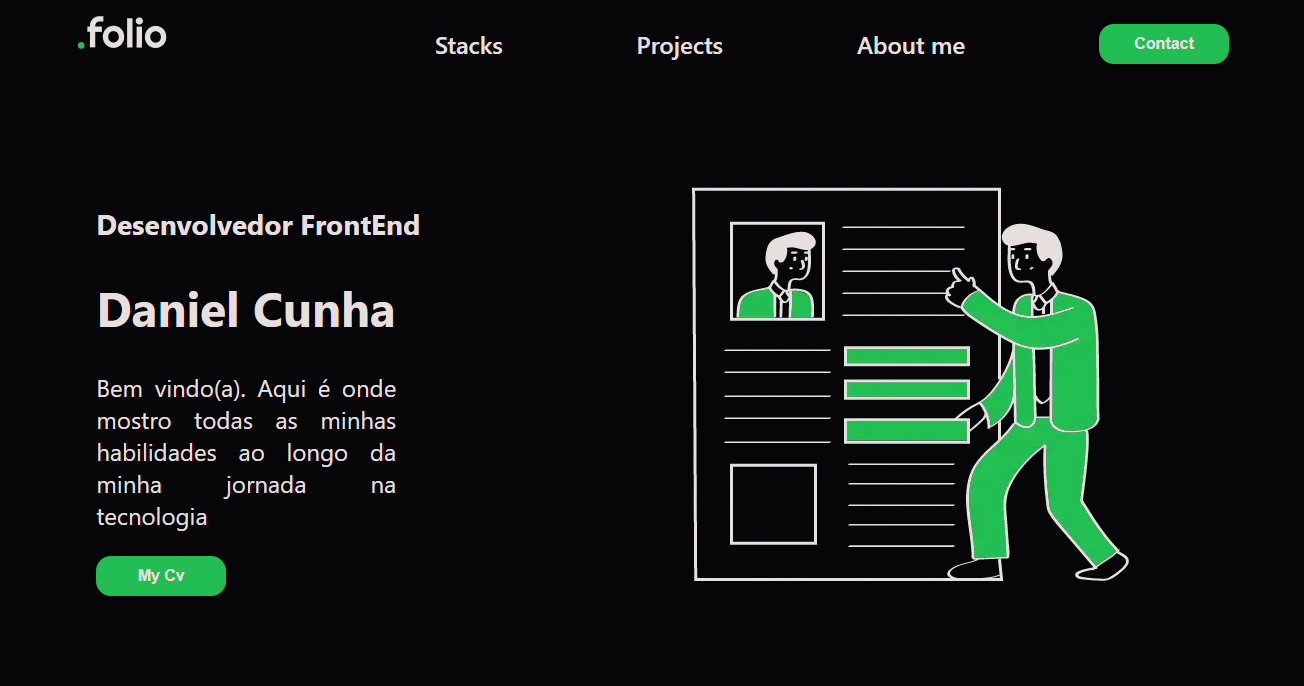 .folio
Stacks
Projects
About me
Contact
Desenvolvedor FrontEnd
Daniel Cunha
Bem vindo(a). Aqui é onde
mostro todas as minhas
habilidades ao longo da
minha jornada na
tecnologia
My Cv